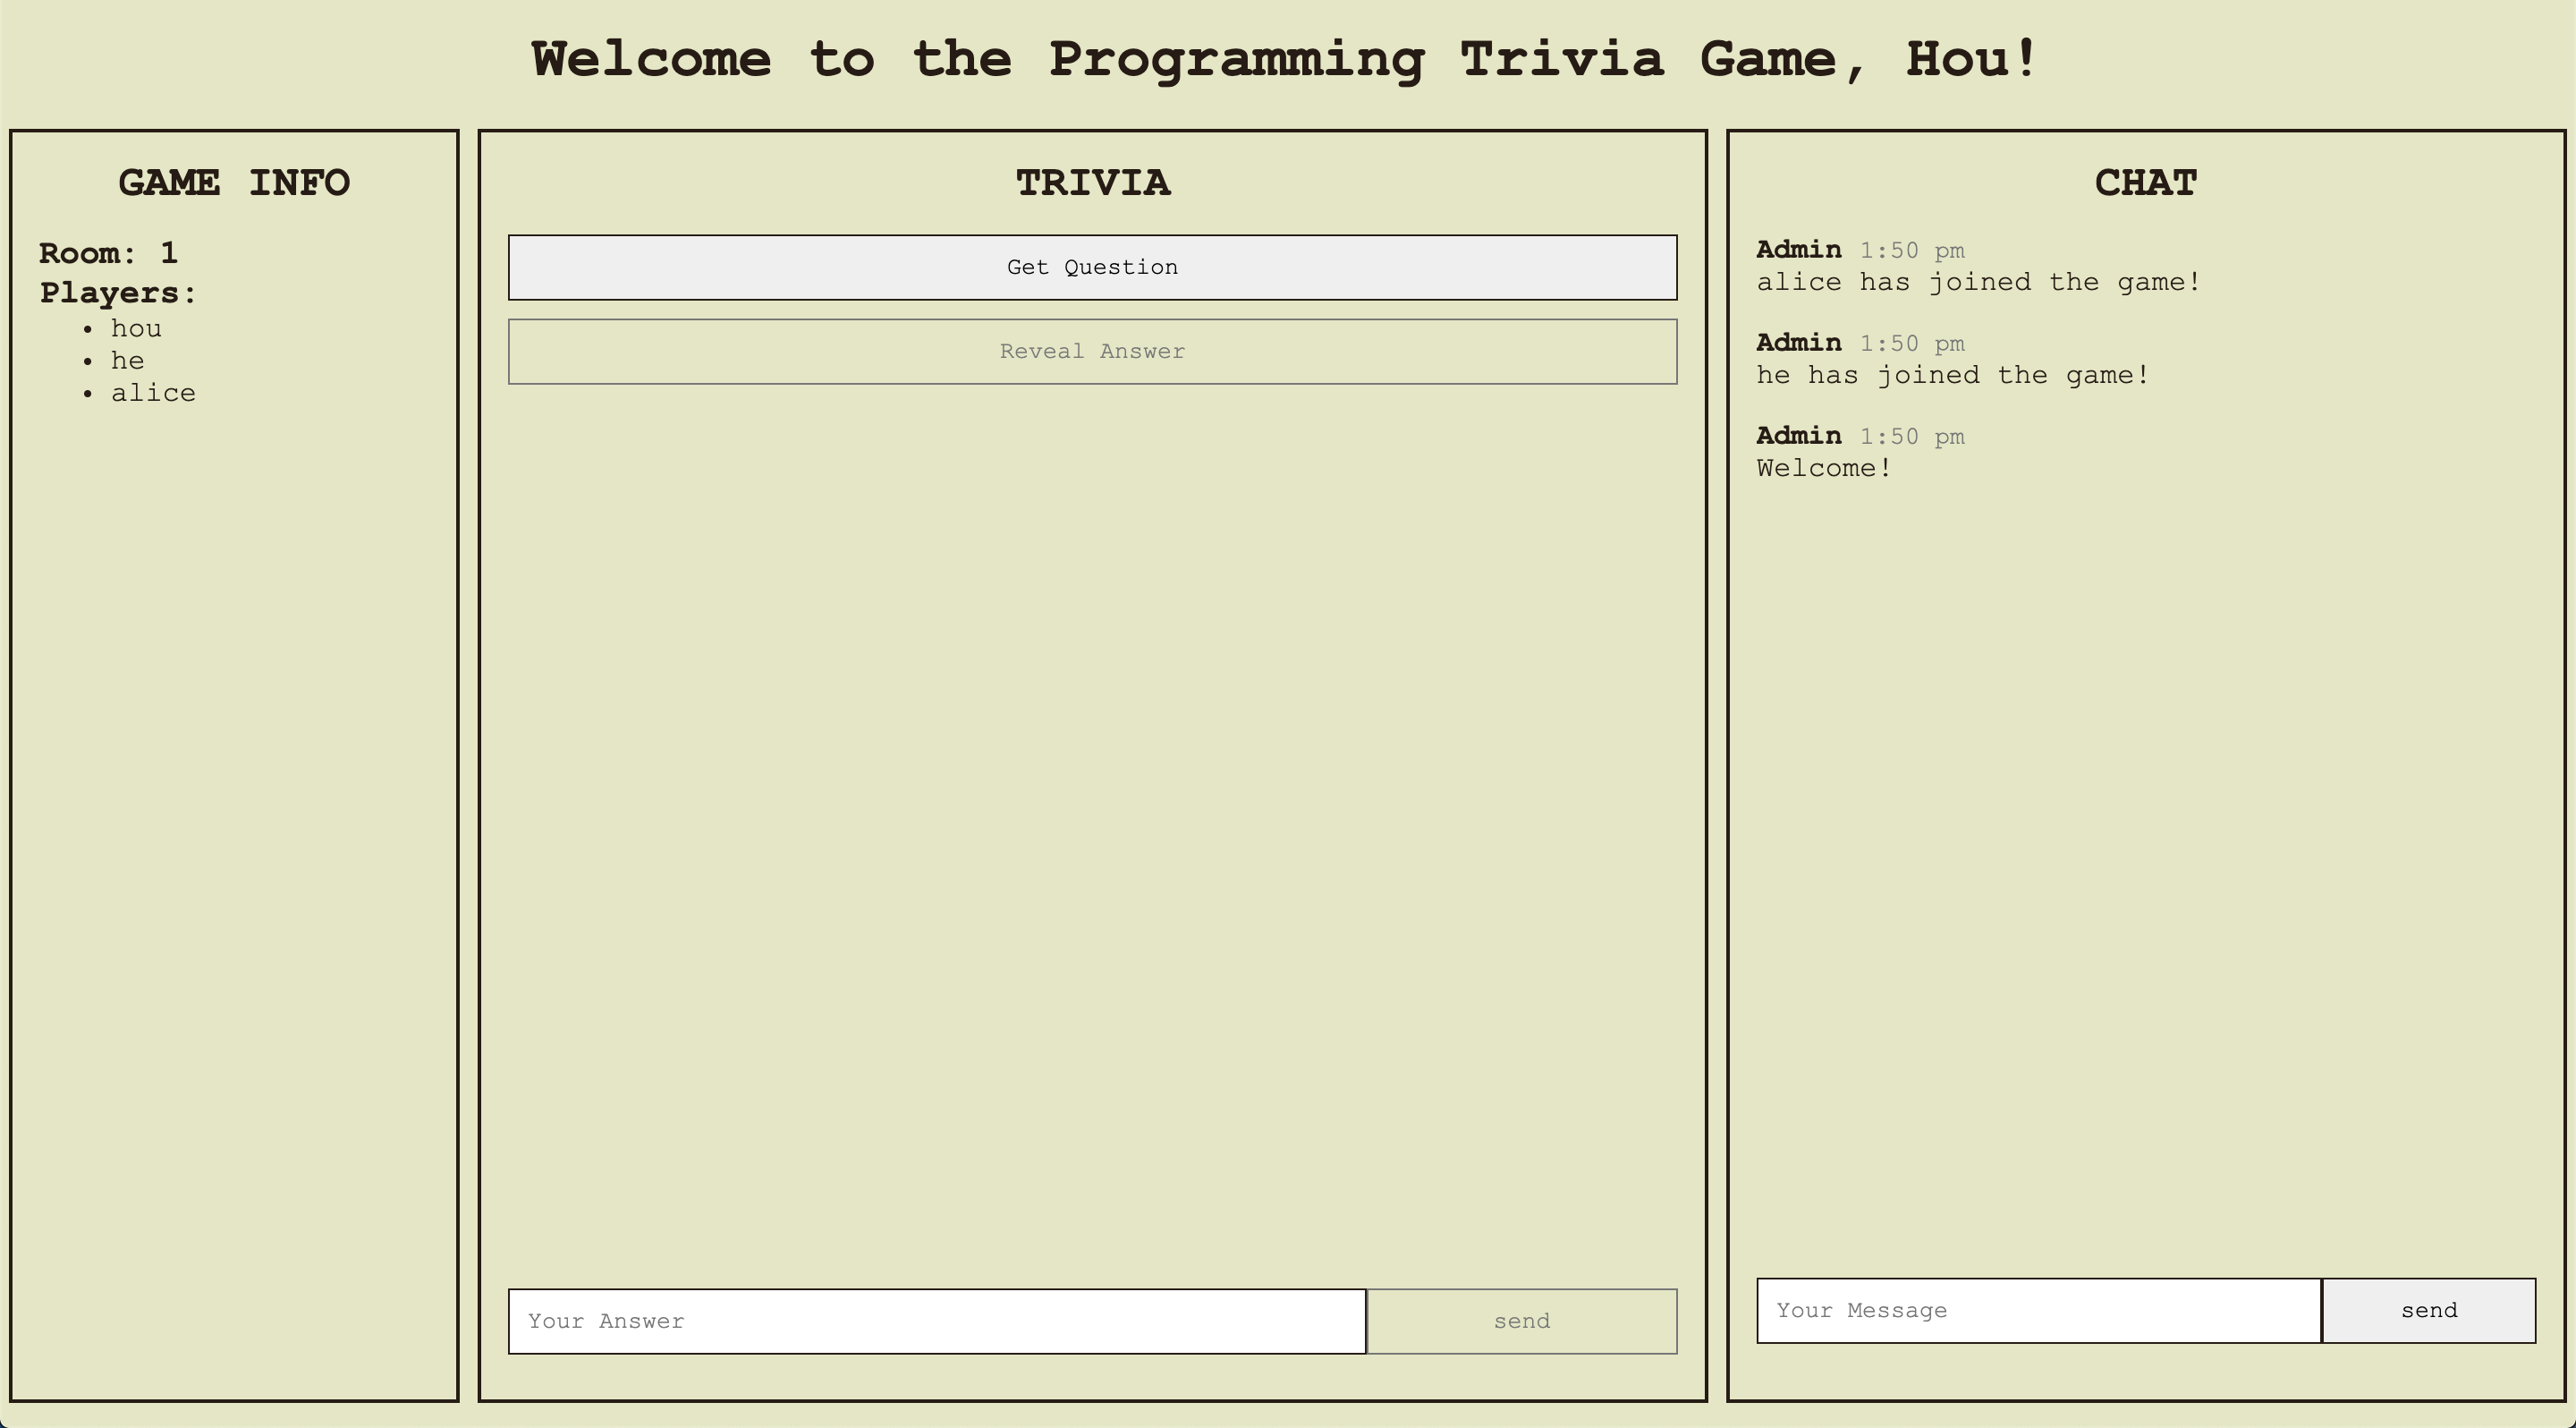 Welcome to the Programming Trivia Game, Hou!
GAME INFO
Room: 1
Players:
hou
he
alice
TRIVIA
Get Question
Reveal Answer
Your Answer
send
CHAT
Admin 1:50 pm
alice has joined the game!
Admin 1:50 pm
he has joined the game!
Admin 1:50 pm
Welcome!
Your Message
send